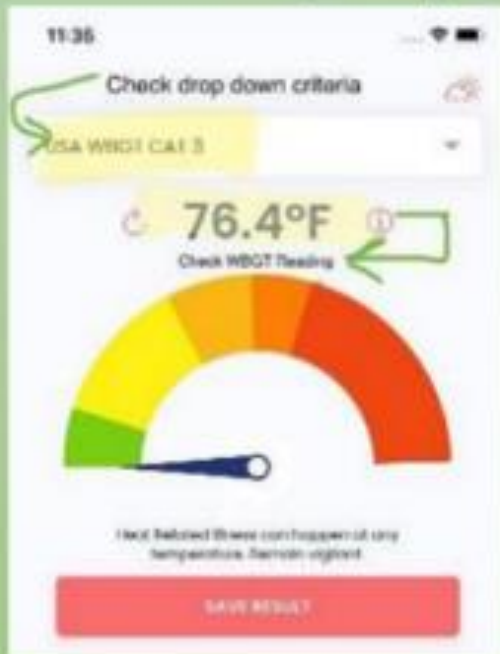 11:35
Check drop down criteria
USA WBGT CAT 3
76.4°F
Check WBGT Reading
Heat Related Illness can happen at any
temperature. Remain vigilant
SAVE RESULT